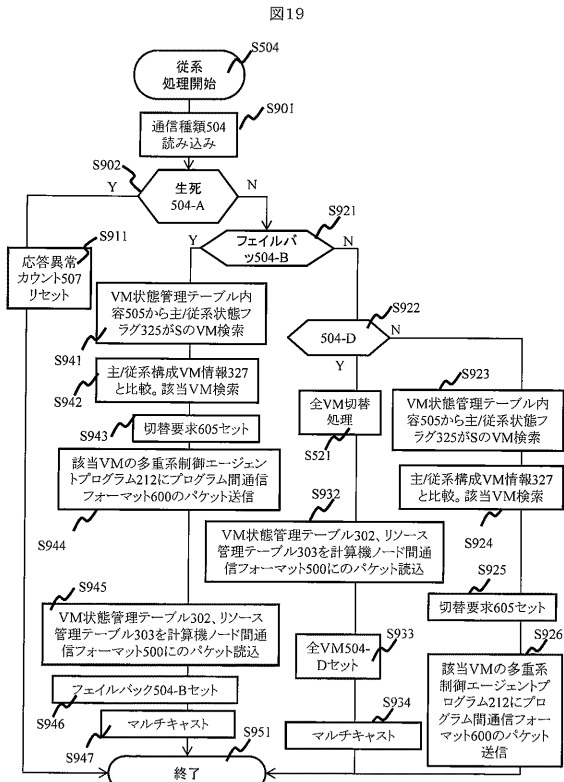 図19
S504
従系
処理開始
S901
通信種類504
読み込み
S902
Y
生死
504-A
N
S911
応答異常
カウント507
リセット
S921
Y
フェイルバ
ッ504-B
N
VM状態管理テーブル内
容505から主/従系状態フ
ラグ325がSのVM検索
S941
主/従系構成VM情報327
と比較。該当VM検索
S942
S943
切替要求605セット
該当VMの多重系制御エージェント
プログラム212にプログラム間通信
フォーマット600のパケット送信
S944
S945
VM状態管理テーブル302、リソース
管理テーブル303を計算機ノード間通
信フォーマット500にのパケット読込
フェイルバック504-Bセット
S946
マルチキャスト
S947
S922
504-D
N
Y
全VM切替
処理
S521
S932
VM状態管理テーブル302、リソース
管理テーブル303を計算機ノード間通
信フォーマット500にのパケット読込
全VM504-
Dセット
S933
S934
マルチキャスト
S923
VM状態管理テーブル内
容505から主/従系状態フ
ラグ325がSのVM検索
主/従系構成VM情報327
と比較。該当VM検索
S924
S925
切替要求605セット
S926
該当VMの多重系
制御エージェントプ
ログラム212にプロ
グラム間通信フォー
マット600のパケット
送信
S951
終了